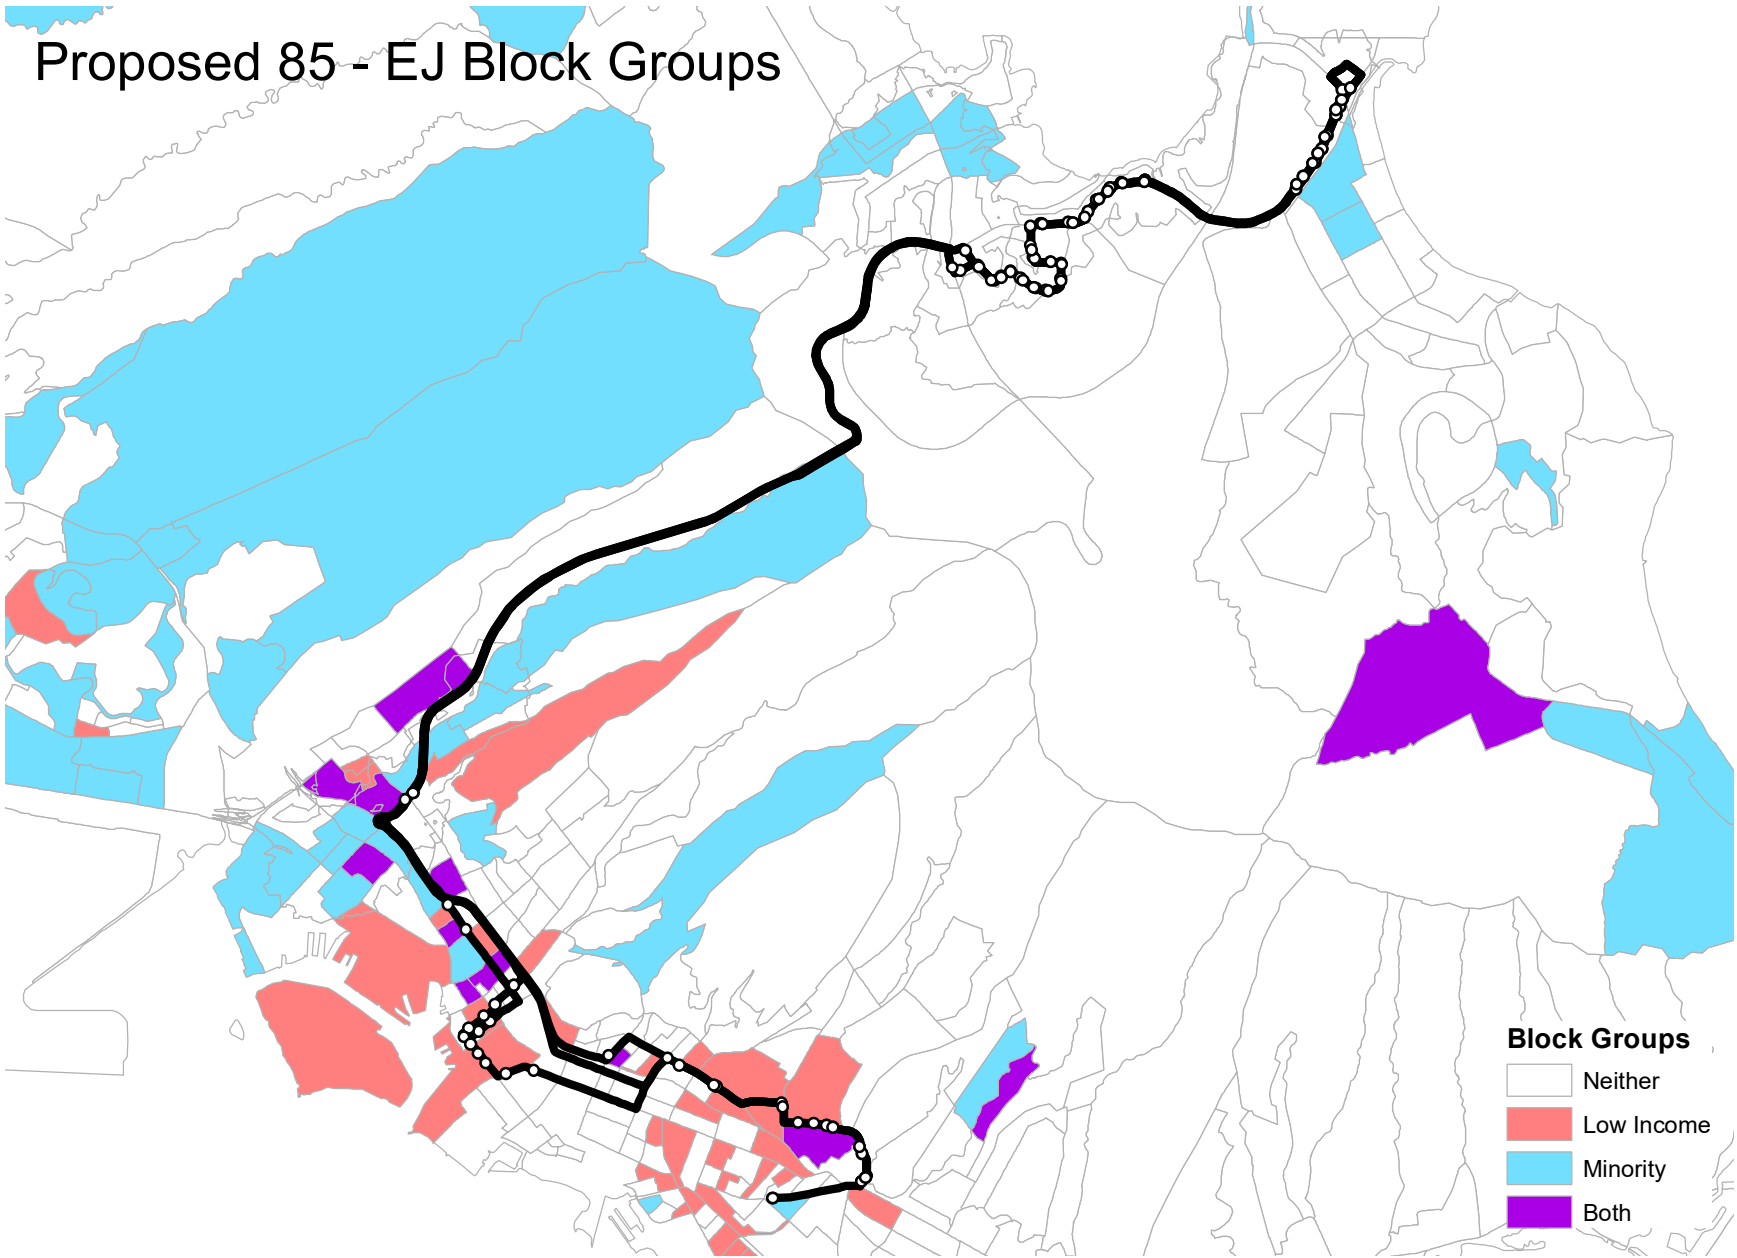 Proposed 85 - EJ Block Groups
Block Groups
Neither
Low Income
Minority
Both